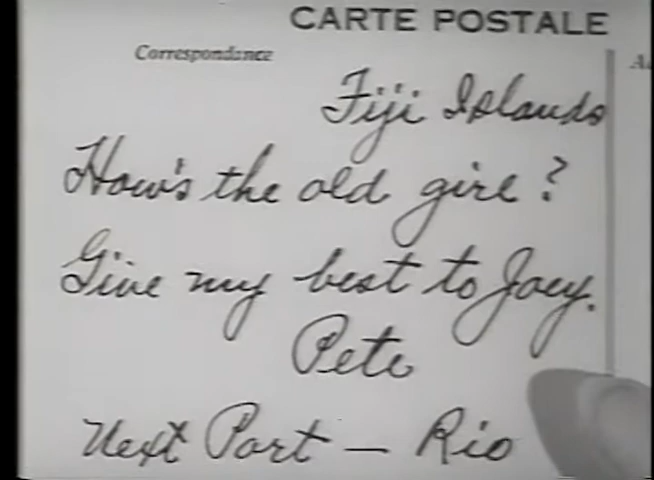 CARTE POSTALE
Correspondance
Fiji Islands
How's the old girl?
Give my best to Joey.
Pete
Next Port — Rio